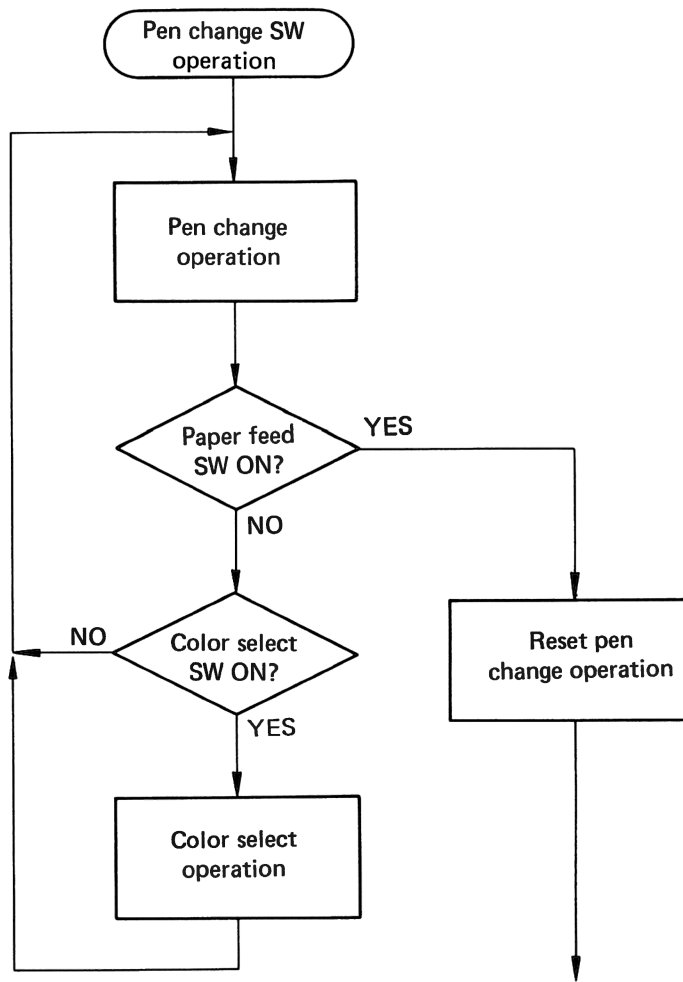 Pen change SW
operation
Pen change
operation
Paper feed
SW ON?
YES
NO
Color select
SW ON?
NO
YES
Reset pen
change operation
Color select
operation